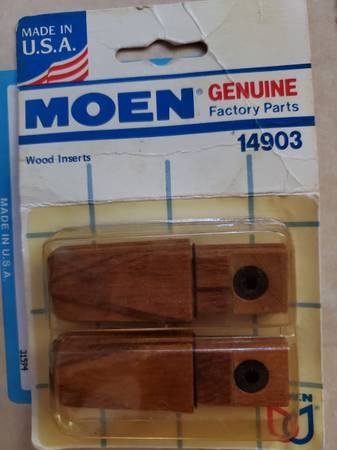 MADE IN
U.S.A.
MOEN®
GENUINE
Factory Parts
14903
Wood Inserts
MADE IN U.S.A.